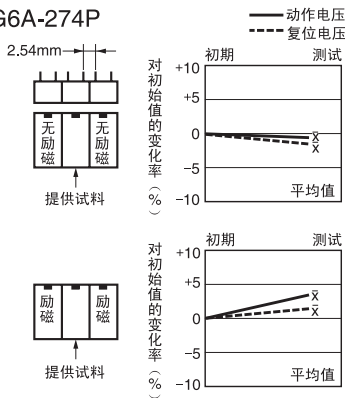 G6A-274P
动作电压
复位电压
2.54mm
无励磁
无励磁
提供试料
对初始值的变化率（%）
初期
测试
+10
+5
0
−5
−10
x̄
x̄
平均值
励磁
励磁
提供试料
对初始值的变化率（%）
初期
测试
+10
+5
0
−5
−10
x̄
x̄
平均值